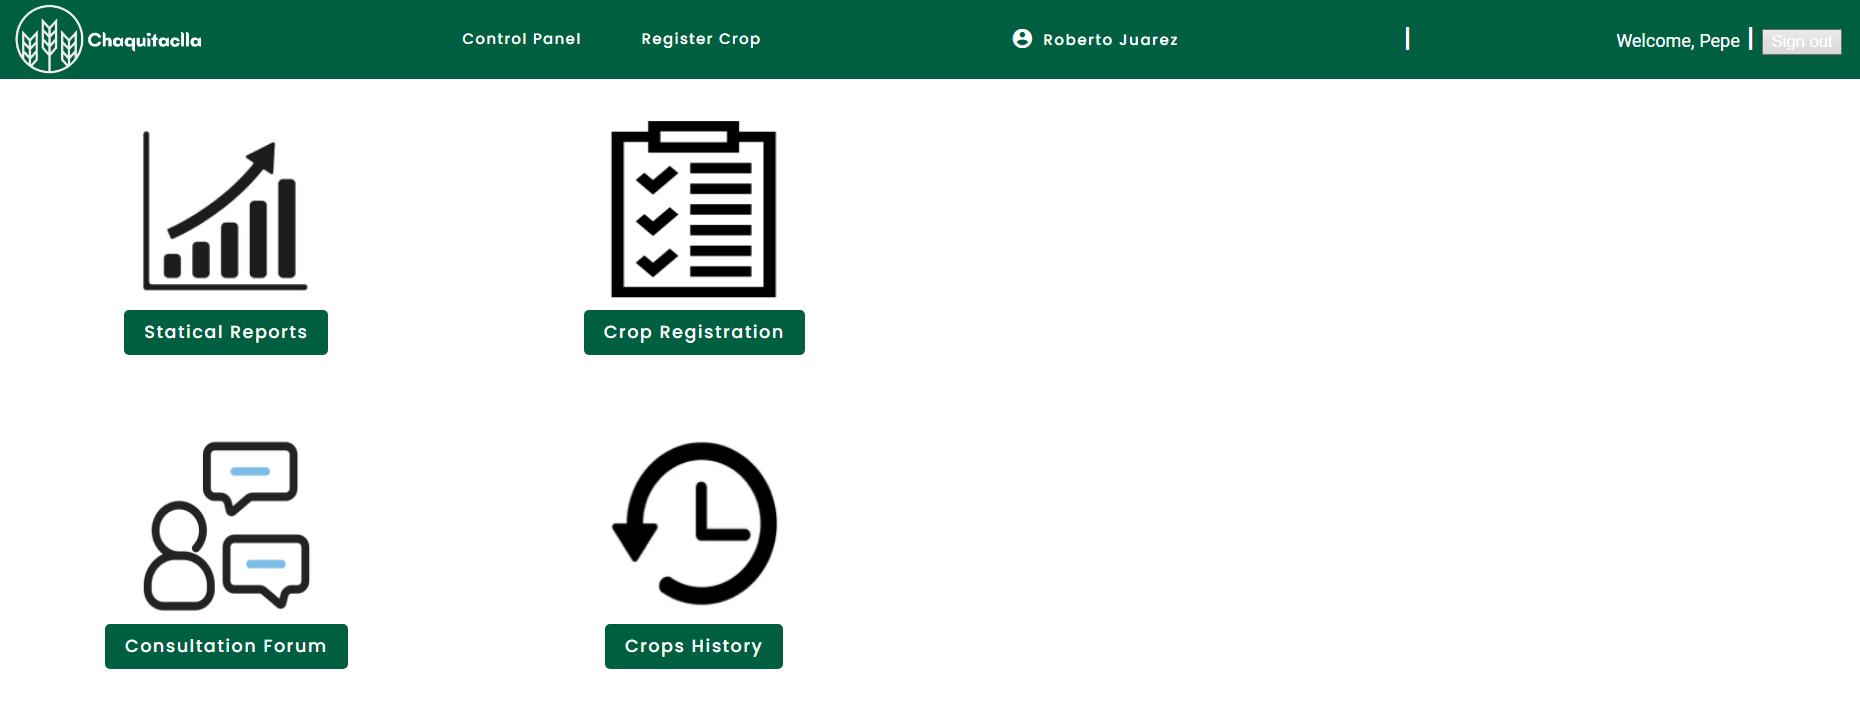 Chaquitaclla
Control Panel
Register Crop
Roberto Juarez
|
Welcome, Pepe |
Sign out
Statical Reports
Crop Registration
Consultation Forum
Crops History